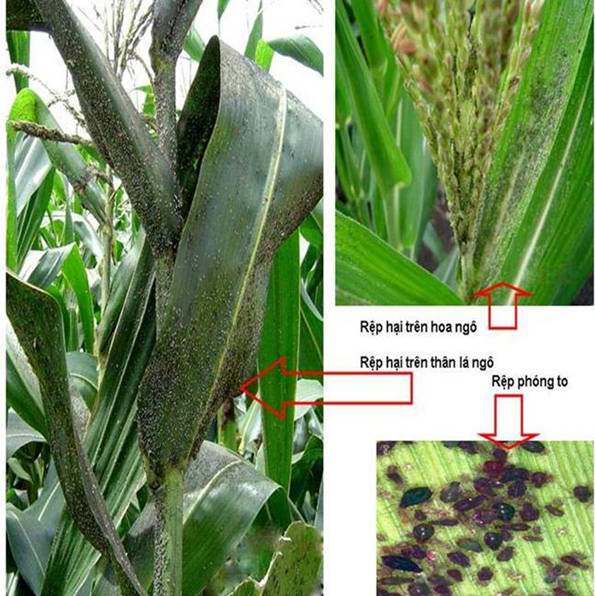 Rệp hại trên hoa ngô
Rệp hại trên thân lá ngô
Rệp phóng to